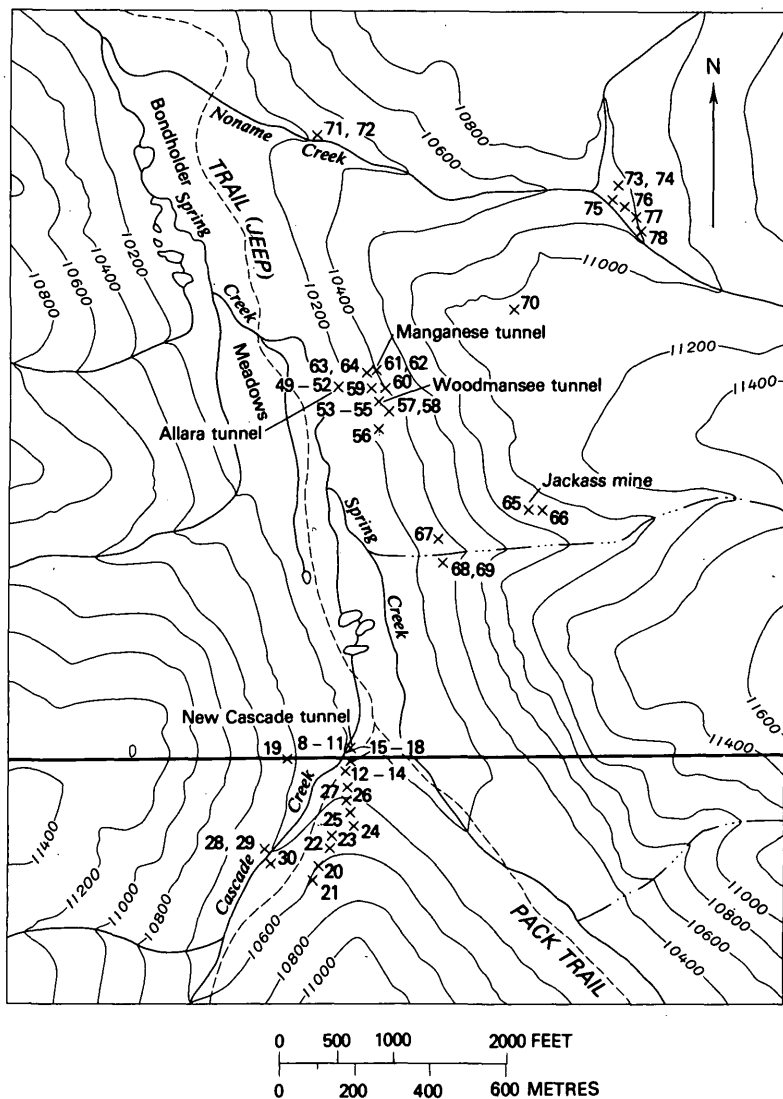 N
10800
10600
71, 72
Noname
Creek
Bondholder
Spring
Creek
Meadows
TRAIL (JEEP)
10800
10600
10400
10200
73, 74
75
76
77
78
11000
70
10400
10200
11200
11400
Manganese tunnel
63, 64
61, 62
49 – 52
59
60
Woodmansee tunnel
53 – 55
57, 58
56
Allara tunnel
Jackass mine
65
66
67
68, 69
Spring
Creek
11600
11400
New Cascade tunnel
8 – 11
15 – 18
19
12 – 14
Creek
27
26
25
24
28, 29
22
23
30
20
21
Cascade
11400
11200
11000
10800
10600
10800
11000
PACK TRAIL
11000
10800
10600
10400
0 500 1000 2000 FEET
0 200 400 600 METRES